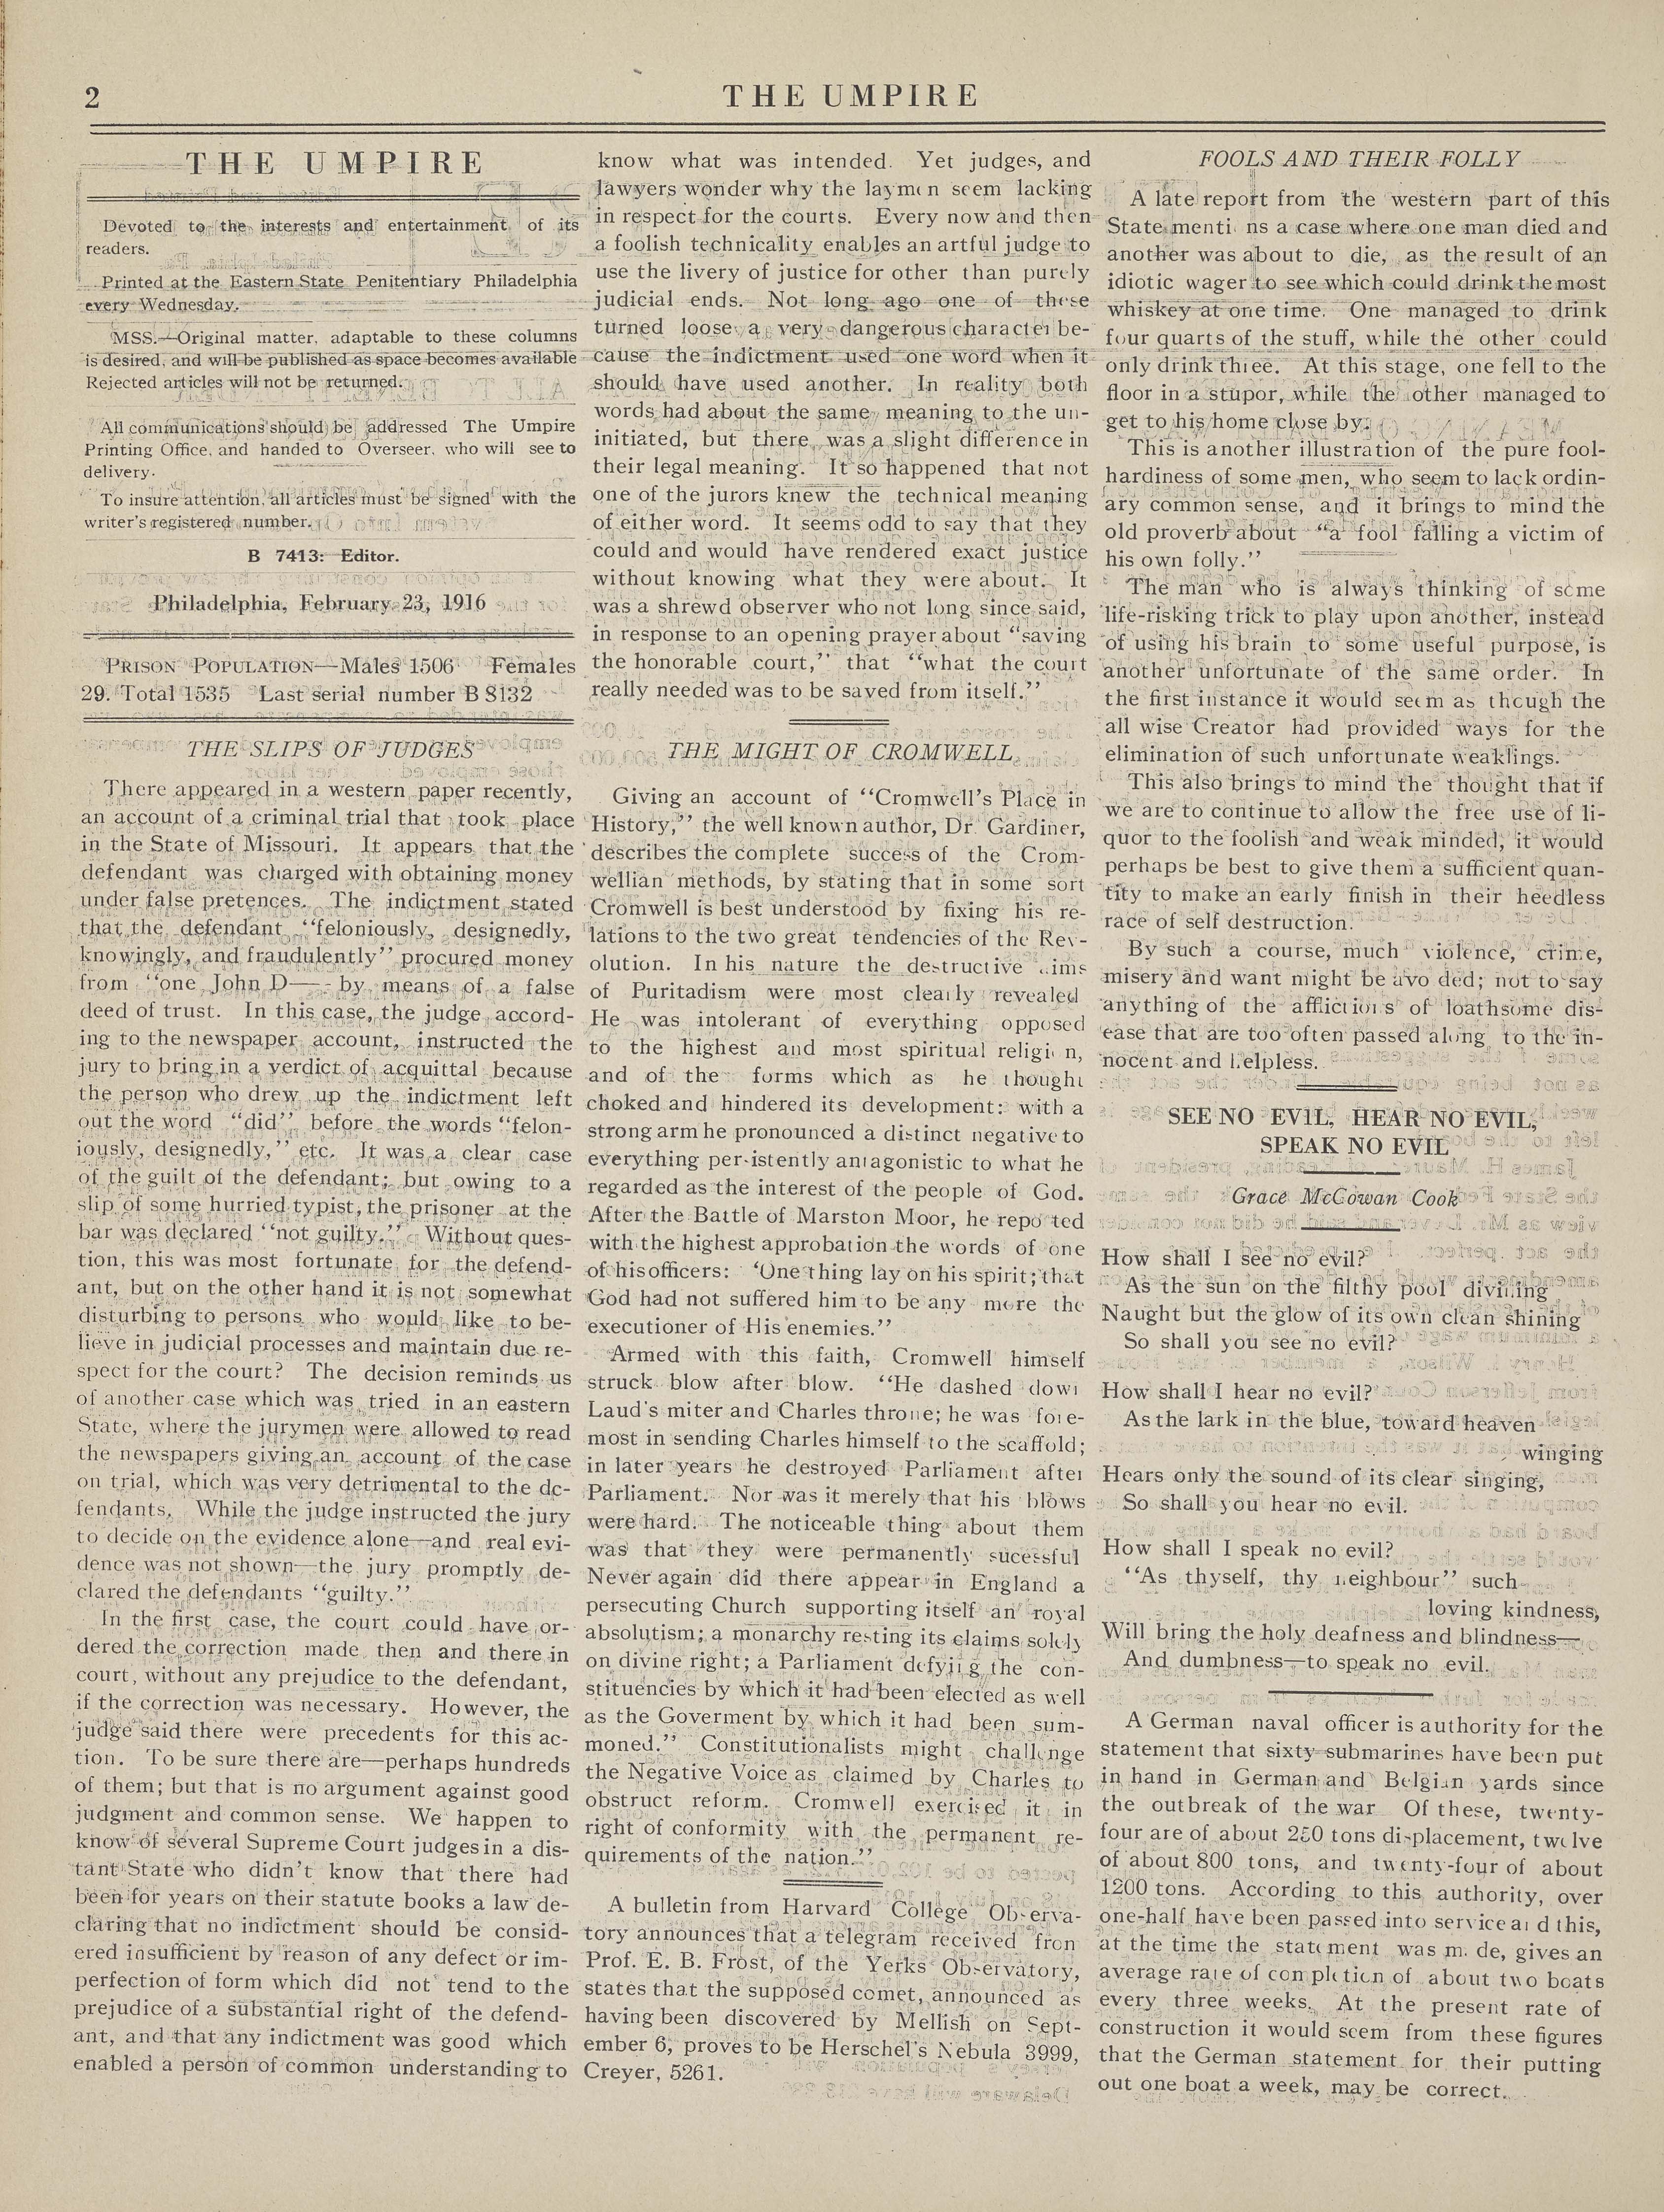 2
THE UMPIRE
THE UMPIRE
Devoted to the interests and entertainment of its
readers.
Printed at the Eastern State Penitentiary Philadelphia
every Wednesday.
MSS.—Original matter, adaptable to these columns
is desired, and will be published as space becomes available
Rejected articles will not be returned.
All communications should be addressed The Umpire
Printing Office, and handed to Overseer, who will see to
delivery.
To insure attention, all articles must be signed with the
writer's registered number.
B 7413: Editor.
Philadelphia, February 23, 1916
PRISON POPULATION—Males 1506 Females
29. Total 1535 Last serial number B 8132
THE SLIPS OF JUDGES
There appeared in a western paper recently,
an account of a criminal trial that took place
in the State of Missouri. It appears that the
defendant was charged with obtaining money
under false pretences. The indictment stated
that the defendant "feloniously, designedly,
knowingly, and fraudulently" procured money
from "one John D—- by means of a false
deed of trust. In this case, the judge accord-
ing to the newspaper account, instructed the
jury to bring in a verdict of acquittal because
the person who drew up the indictment left
out the word "did" before the words "felon-
iously, designedly," etc. It was a clear case
of the guilt of the defendant; but owing to a
slip of some hurried typist, the prisoner at the
bar was declared "not guilty." Without ques-
tion, this was most fortunate for the defend-
ant, but on the other hand it is not somewhat
disturbing to persons who would like to be-
lieve in judicial processes and maintain due re-
spect for the court? The decision reminds us
of another case which was tried in an eastern
State, where the jurymen were allowed to read
the newspapers giving an account of the case
on trial, which was very detrimental to the de-
fendants. While the judge instructed the jury
to decide on the evidence alone—and real evi-
dence was not shown—the jury promptly de-
clared the defendants "guilty."
In the first case, the court could have or-
dered the correction made then and there in
court, without any prejudice to the defendant,
if the correction was necessary. However, the
judge said there were precedents for this ac-
tion. To be sure there are—perhaps hundreds
of them; but that is no argument against good
judgment and common sense. We happen to
know of several Supreme Court judges in a dis-
tant State who didn't know that there had
been for years on their statute books a law de-
claring that no indictment should be consid-
ered insufficient by reason of any defect or im-
perfection of form which did not tend to the
prejudice of a substantial right of the defend-
ant, and that any indictment was good which
enabled a person of common understanding to
know what was intended. Yet judges, and
lawyers wonder why the laymen seem lacking
in respect for the courts. Every now and then
a foolish technicality enables an artful judge to
use the livery of justice for other than purely
judicial ends. Not long ago one of these
turned loose a very dangerous character be-
cause the indictment used one word when it
should have used another. In reality both
words had about the same meaning to the un-
initiated, but there was a slight difference in
their legal meaning. It so happened that not
one of the jurors knew the technical meaning
of either word. It seems odd to say that they
could and would have rendered exact justice
without knowing what they were about. It
was a shrewd observer who not long since said,
in response to an opening prayer about "saving
the honorable court," that "what the court
really needed was to be saved from itself."
THE MIGHT OF CROMWELL
Giving an account of "Cromwell's Place in
History," the well known author, Dr. Gardiner,
describes the complete success of the Crom-
wellian methods, by stating that in some sort
Cromwell is best understood by fixing his re-
lations to the two great tendencies of the Rev-
olution. In his nature the destructive aims
of Puritadism were most clearly revealed
He was intolerant of everything opposed
to the highest and most spiritual religion,
and of the forms which as he thought
choked and hindered its development: with a
strong arm he pronounced a distinct negative to
everything persistently antagonistic to what he
regarded as the interest of the people of God.
After the Battle of Marston Moor, he reported
with the highest approbation the words of one
of his officers: 'One thing lay on his spirit; that
God had not suffered him to be any more the
executioner of His enemies."
Armed with this faith, Cromwell himself
struck blow after blow. "He dashed down
Laud's miter and Charles throne; he was fore-
most in sending Charles himself to the scaffold;
in later years he destroyed Parliament after
Parliament. Nor was it merely that his blows
were hard. The noticeable thing about them
was that they were permanently sucessful
Never again did there appear in England a
persecuting Church supporting itself an royal
absolutism; a monarchy resting its claims solely
on divine right; a Parliament defying the con-
stituencies by which it had been elected as well
as the Goverment by which it had been sum-
moned." Constitutionalists might challenge
the Negative Voice as claimed by Charles to
obstruct reform. Cromwell exercised it in
right of conformity with the permanent re-
quirements of the nation."
A bulletin from Harvard College Observa-
tory announces that a telegram received from
Prof. E. B. Frost, of the Yerks Observatory,
states that the supposed comet, announced as
having been discovered by Mellish on Sept-
ember 6, proves to be Herschel's Nebula 3999,
Creyer, 5261.
FOOLS AND THEIR FOLLY
A late report from the western part of this
State mentions a case where one man died and
another was about to die, as the result of an
idiotic wager to see which could drink the most
whiskey at one time. One managed to drink
four quarts of the stuff, while the other could
only drink three. At this stage, one fell to the
floor in a stupor, while the other managed to
get to his home close by.
This is another illustration of the pure fool-
hardiness of some men, who seem to lack ordin-
ary common sense, and it brings to mind the
old proverb about "a fool falling a victim of
his own folly."
The man who is always thinking of some
life-risking trick to play upon another, instead
of using his brain to some useful purpose, is
another unfortunate of the same order. In
the first instance it would seem as though the
all wise Creator had provided ways for the
elimination of such unfortunate weaklings.
This also brings to mind the thought that if
we are to continue to allow the free use of li-
quor to the foolish and weak minded, it would
perhaps be best to give them a sufficient quan-
tity to make an early finish in their heedless
race of self destruction.
By such a course, much violence, crime,
misery and want might be avoided; not to say
anything of the afflictions of loathsome dis-
ease that are too often passed along to the in-
nocent and helpless.
SEE NO EVIL, HEAR NO EVIL,
SPEAK NO EVIL
Grace McCowan Cook
How shall I see no evil?
As the sun on the filthy pool divining
Naught but the glow of its own clean shining
So shall you see no evil?
How shall I hear no evil?
As the lark in the blue, toward heaven
winging
Hears only the sound of its clear singing,
So shall you hear no evil.
How shall I speak no evil?
"As thyself, thy neighbour" such
loving kindness,
Will bring the holy deafness and blindness—
And dumbness—to speak no evil.
A German naval officer is authority for the
statement that sixty submarines have been put
in hand in German and Belgian yards since
the outbreak of the war Of these, twenty-
four are of about 250 tons displacement, twelve
of about 800 tons, and twenty-four of about
1200 tons. According to this authority, over
one-half have been passed into service and this,
at the time the statement was made, gives an
average rate of completion of about two boats
every three weeks. At the present rate of
construction it would seem from these figures
that the German statement for their putting
out one boat a week, may be correct.